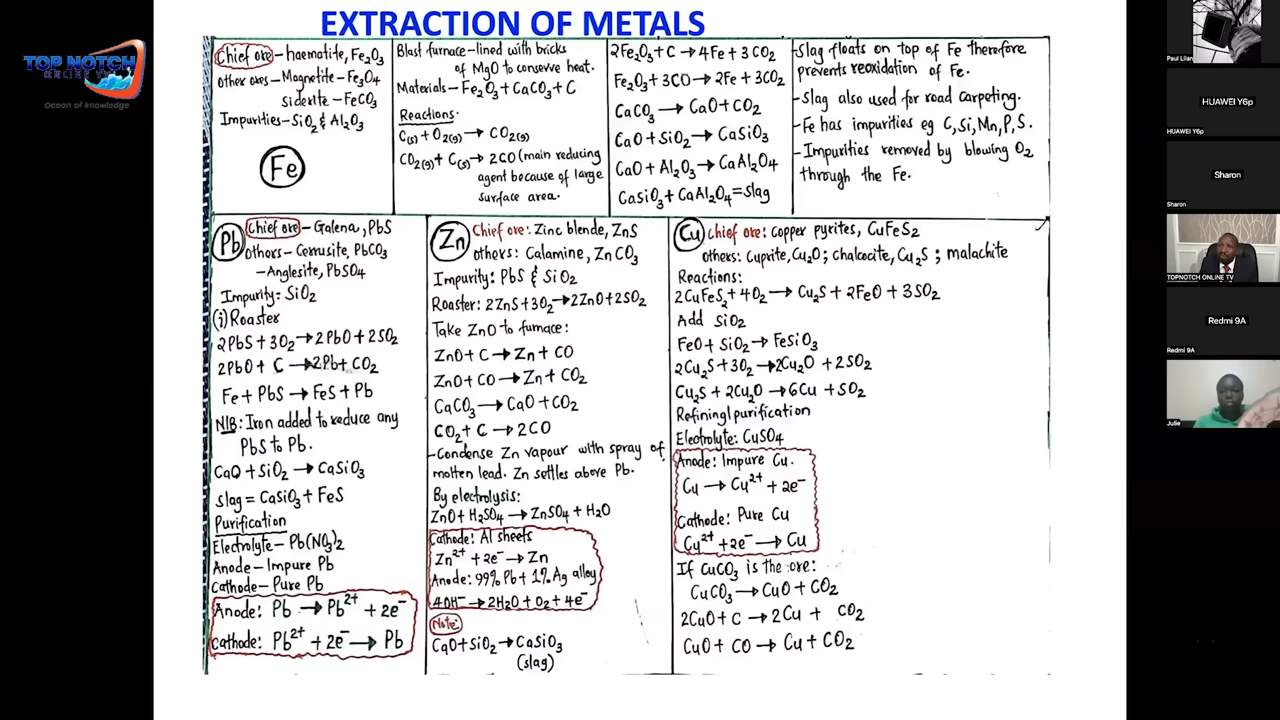 EXTRACTION OF METALS
TOP NOTCH
ONLINE TV
Ocean of knowledge
Chief ore-haematite, Fe₂O₃
other ores-Magnetite-Fe₃O₄
siderite-FeCO₃
Impurities-SiO₂ & Al₂O₃
Fe
Blast furnace-lined with bricks
of MgO to conserve heat.
Materials-Fe₂O₃+CaCO₃+C
Reactions.
C(s)+O₂(g)→CO₂(g)
CO₂(g)+C(s)→2CO (main reducing
agent because of large
surface area.
2Fe₂O₃+C→4Fe+3CO₂
Fe₂O₃+3CO→2Fe+3CO₂
CaCO₃→CaO+CO₂
CaO+SiO₂→CaSiO₃
CaO+Al₂O₃→CaAl₂O₄
CasiO₃+CaAl₂O₄=slag
-Slag floats on top of Fe therefore
prevents reoxidation of Fe.
-Slag also used for road carpeting.
-Fe has impurities eg C,Si,Mn,P,S.
-Impurities removed by blowing O₂
through the Fe.
Pb
Chief ore-Galena, PbS
Others-Cerrusite, PbCO₃
-Anglesite, PbSO₄
Impurity=SiO₂
(i) Roaster
2PbS+3O₂→2PbO+2SO₂
2PbO+C→2Pb+CO₂
Fe+PbS→FeS+Pb
N/B: Iron added to reduce any
PbS to Pb.
CaO+SiO₂→CaSiO₃
slag=CasiO₃+FeS
Purification
Electrolyte-Pb(NO₃)₂
Anode-Impure Pb
Cathode-Pure Pb
Anode: Pb→Pb²⁺+2e⁻
cathode: Pb²⁺+2e⁻→Pb
Zn
Chief ore: Zinc blende, ZnS
others: Calamine, ZnCO₃
Impurity: PbS & SiO₂
Roaster: 2ZnS+3O₂→2ZnO+2SO₂
Take ZnO to furnace:
ZnO+C→Zn+CO
ZnO+CO→Zn+CO₂
CaCO₃→CaO+CO₂
CO₂+C→2CO
-Condense Zn vapour with spray of
molten lead. Zn settles above Pb.
By electrolysis:
ZnO+H₂SO₄→ZnSO₄+H₂O
Cathode: Al sheets
Zn²⁺+2e⁻→Zn
Anode: 99% Pb+1% Ag alloy
4OH⁻→2H₂O+O₂+4e⁻
Note:
CaO+SiO₂→CaSiO₃
(slag)
Cu
chief ore: copper pyrites, CuFeS₂
others: Cuprite, Cu₂O; chalcocite, Cu₂S; malachite
Reactions:
2CuFeS₂+4O₂→Cu₂S+2FeO+3SO₂
Add SiO₂
FeO+SiO₂→FeSiO₃
2Cu₂S+3O₂→2Cu₂O+2SO₂
Cu₂S+2Cu₂O→6Cu+SO₂
Refining/purification
Electrolyte: CuSO₄
Anode: Impure Cu.
Cu→Cu²⁺+2e⁻
Cathode: Pure Cu
Cu²⁺+2e⁻→Cu
If CuCO₃ is the ore:
CuCO₃→CuO+CO₂
2CuO+C→2Cu+CO₂
CuO+CO→Cu+CO₂
Paul Lilan
HUAWEI Y6p
HUAWEI Y6p
Sharon
Sharon
TOPNOTCH ONLINE TV
Redmi 9A
Redmi 9A
Julie